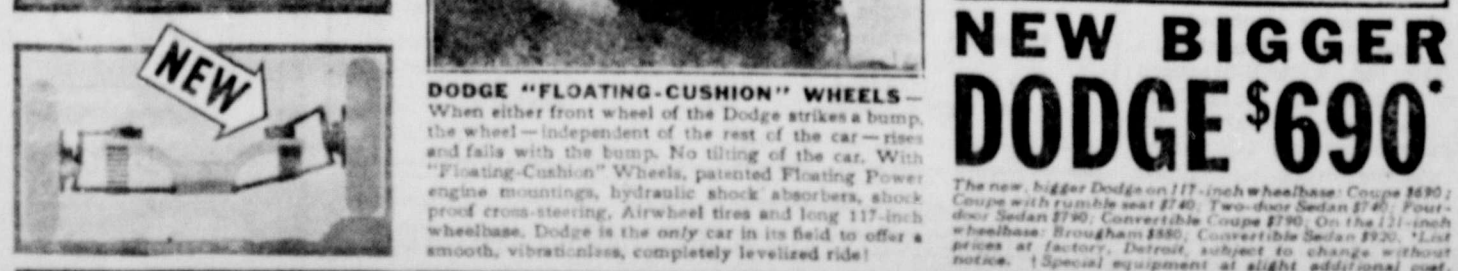 NEW
DODGE "FLOATING-CUSHION" WHEELS—
When either front wheel of the Dodge strikes a bump,
the wheel—independent of the rest of the car—rises
and falls with the bump. No tilting of the car. With
"Floating-Cushion" Wheels, patented Floating Power
engine mountings, hydraulic shock absorbers, shock
proof cross-steering, Airwheel tires and long 117-inch
wheelbase, Dodge is the only car in its field to offer a
smooth, vibrationless, completely levelized ride!
NEW BIGGER
DODGE $690*
The new, bigger Dodge on 117-inch wheelbase: Coupe $690;
Coupe with rumble seat $740; Two-door Sedan $740; Four-
door Sedan $790; Convertible Coupe $790; On the 121-inch
wheelbase: Brougham $880; Convertible Sedan $920. *List
prices at factory, Detroit, subject to change without
notice. †Special equipment at slight additional cost.